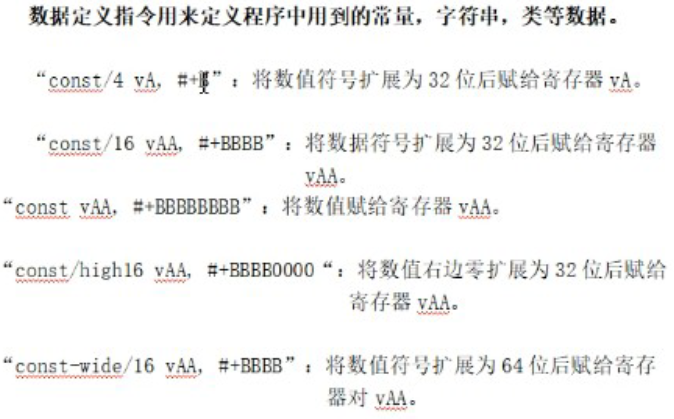 数据定义指令用来定义程序中用到的常量，字符串，类等数据。
“const/4 vA, #+”：将数值符号扩展为 32 位后赋给寄存器 vA。
“const/16 vAA, #+BBBB”：将数据符号扩展为 32 位后赋给寄存器
vAA。
“const vAA, #+BBBBBBBB”：将数值赋给寄存器 vAA。
“const/high16 vAA, #+BBBB0000 “：将数值右边零扩展为 32 位后赋给
寄存器 vAA。
“const-wide/16 vAA, #+BBBB”：将数值符号扩展为 64 位后赋给寄存
器对 vAA。